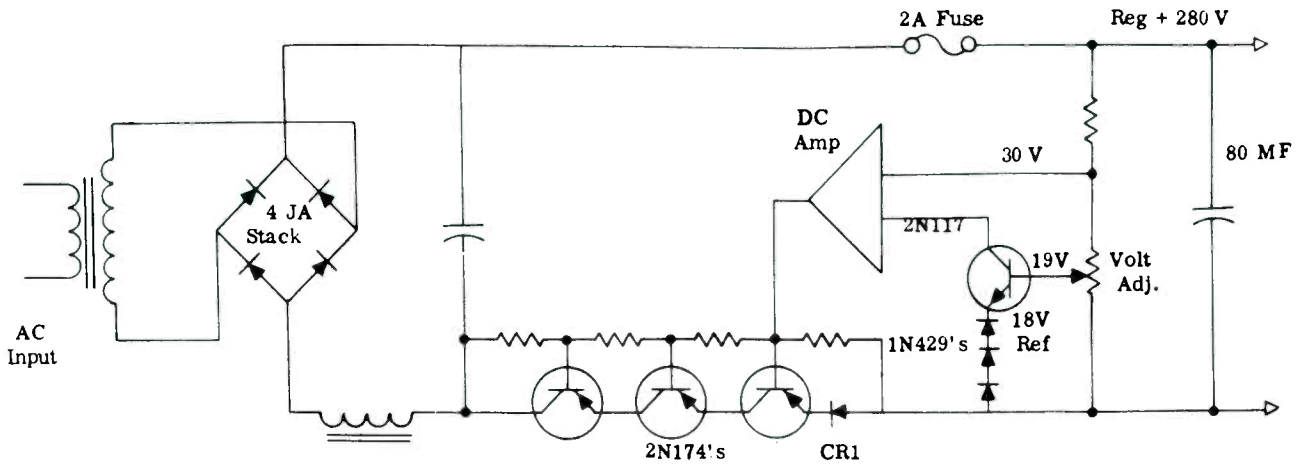 2A Fuse
Reg + 280 V
DC
Amp
30 V
80 MF
4 JA
Stack
2N117
19V
Volt
Adj.
AC
Input
18V
Ref
1N429's
2N174's
CR1